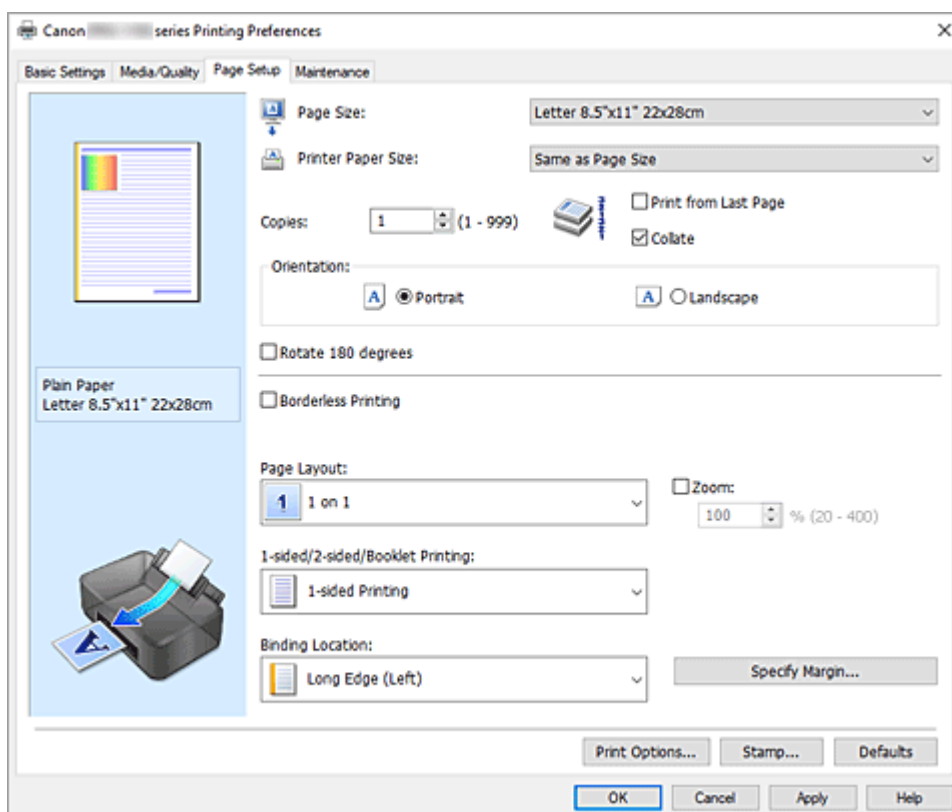 Canon series Printing Preferences
Basic Settings Media/Quality Page Setup Maintenance
Page Size: Letter 8.5"x11" 22x28cm
Printer Paper Size: Same as Page Size
Copies: 1 (1 - 999)
Print from Last Page
Collate
Orientation:
A Portrait A Landscape
Rotate 180 degrees
Plain Paper
Letter 8.5"x11" 22x28cm
Borderless Printing
Page Layout:
1 1 on 1
Zoom:
100 % (20 - 400)
1-sided/2-sided/Booklet Printing:
1-sided Printing
Binding Location:
Long Edge (Left)
Specify Margin...
A
Print Options... Stamp... Defaults
OK Cancel Apply Help